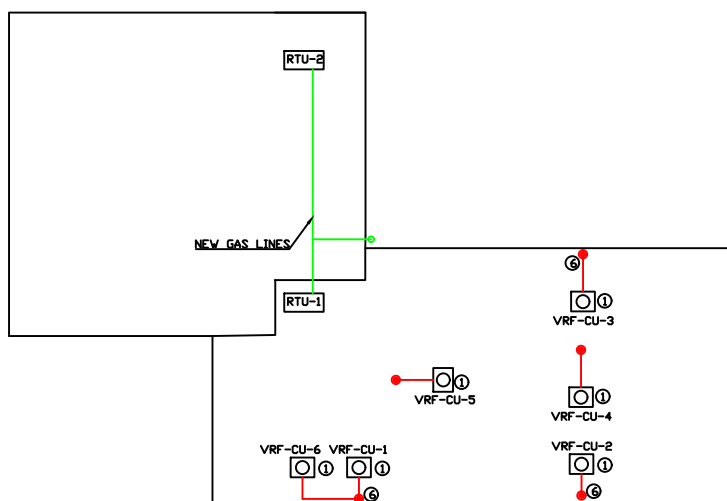 RTU-2
NEW GAS LINES
6
RTU-1
1
VRF-CU-3
1
VRF-CU-5
1
VRF-CU-4
VRF-CU-6 VRF-CU-1
VRF-CU-2
1
1
1
6
6